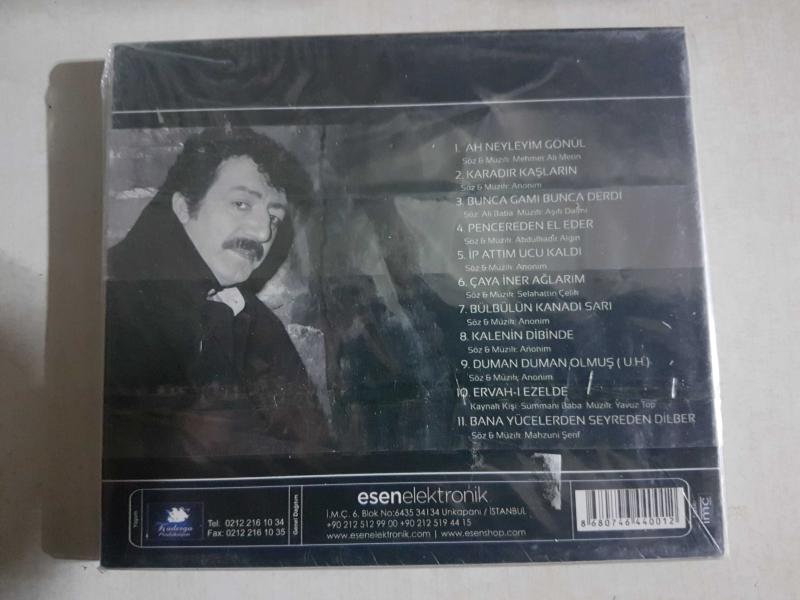 1. AH NEYLEYİM GÖNÜL
Söz & Müzik: Mehmet Ali Metin
2. KARADIR KAŞLARIN
Söz & Müzik: Anonim
3. BUNCA GAMI BUNCA DERDİ
Söz: Ali Baba Müzik: Aşık Daimi
4. PENCEREDEN EL EDER
Söz & Müzik: Abdulkadir Algın
5. İP ATTIM UCU KALDI
Söz & Müzik: Anonim
6. ÇAYA İNER AĞLARIM
Söz & Müzik: Selahattin Çelik
7. BÜLBÜLÜN KANADI SARI
Söz & Müzik: Anonim
8. KALENİN DİBİNDE
Söz & Müzik: Anonim
9. DUMAN DUMAN OLMUŞ ( U.H )
Söz & Müzik: Anonim
10. ERVAH-I EZELDE
Kaynak Kişi: Sümmani Baba Müzik: Yavuz Top
11. BANA YÜCELERDEN SEYREDEN DİLBER
Söz & Müzik: Mahzuni Şerif
Yapım
Kadırga
Prodüksiyon
Tel: 0212 216 10 34
Fax: 0212 216 10 35
Genel Dağıtım
esenelektronik
İ.M.Ç. 6. Blok No:6435 34134 Unkapanı / İSTANBUL
+90 212 512 99 00 +90 212 519 44 15
www.esenelektronik.com | www.esenshop.com
8 680746 440012